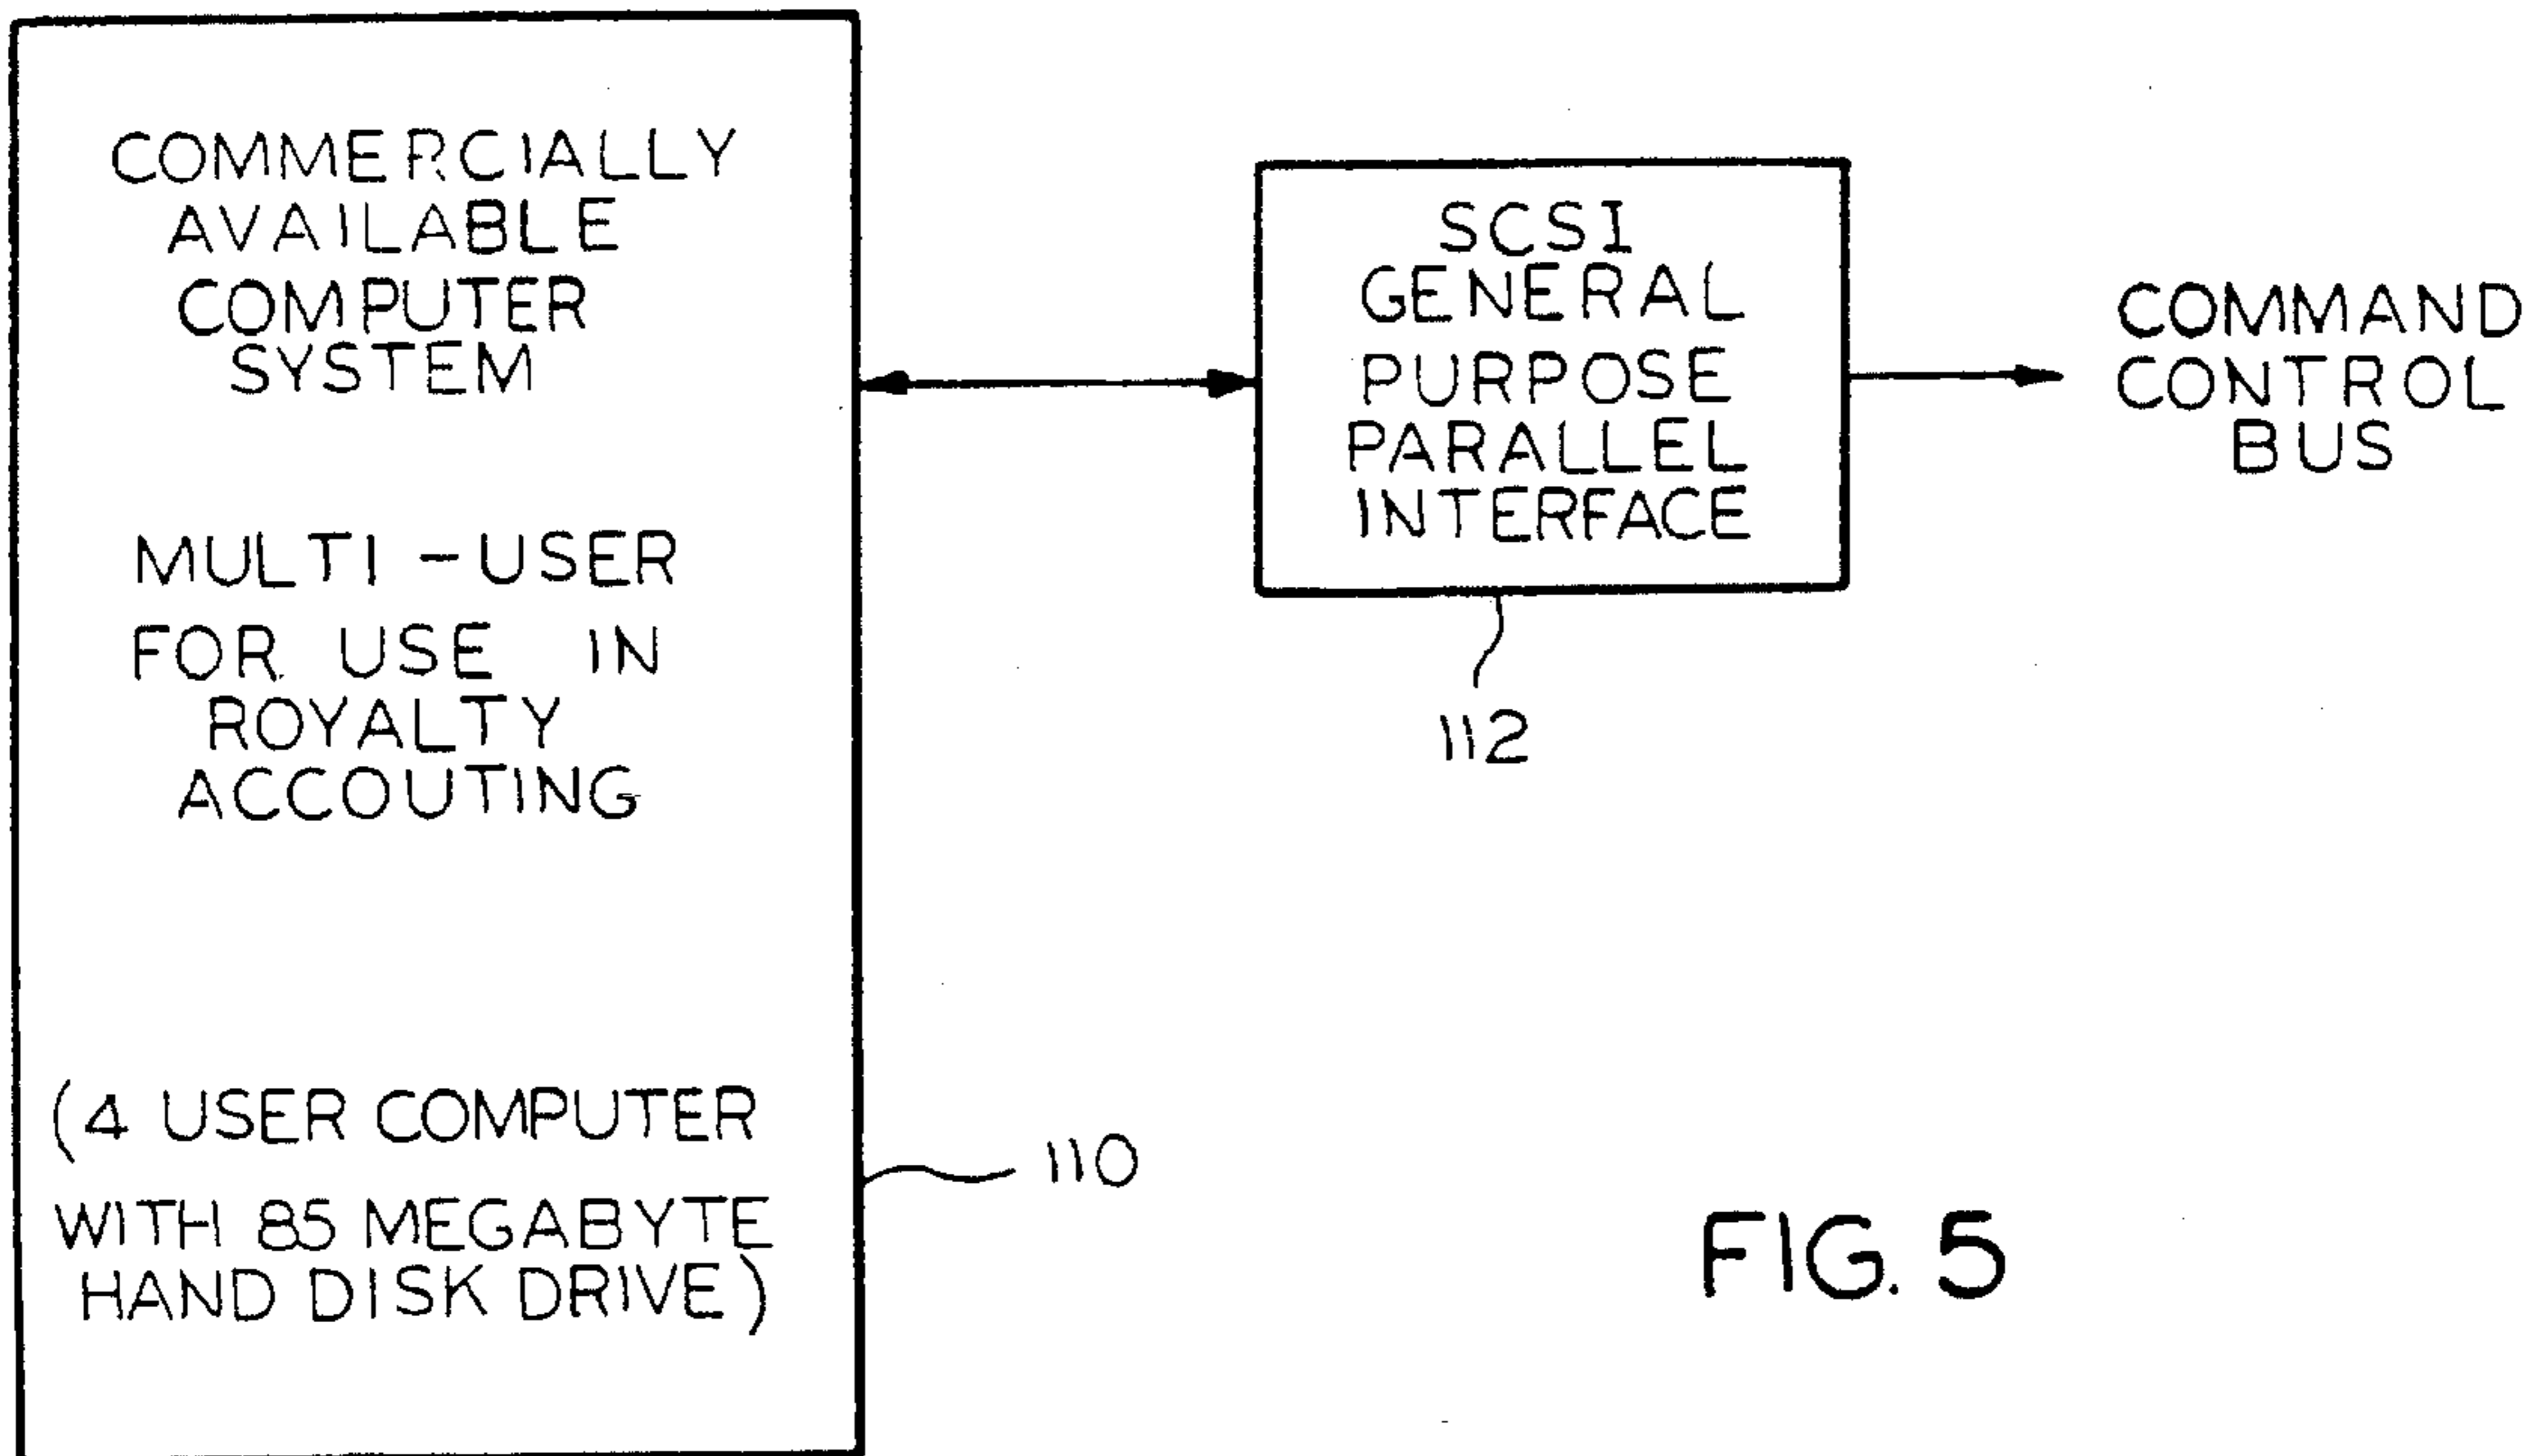 COMMERCIALLY
AVAILABLE
COMPUTER
SYSTEM
MULTI-USER
FOR USE IN
ROYALTY
ACCOUTING
(4 USER COMPUTER
WITH 85 MEGABYTE
HAND DISK DRIVE)
110
SCSI
GENERAL
PURPOSE
PARALLEL
INTERFACE
112
COMMAND
CONTROL
BUS
FIG. 5